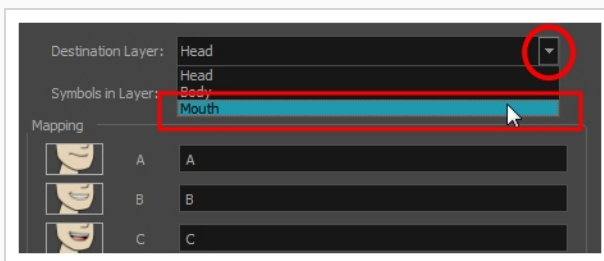 Destination Layer: Head
Head
Symbols in Layer: Body
Mouth
Mapping
A A
B B
C C